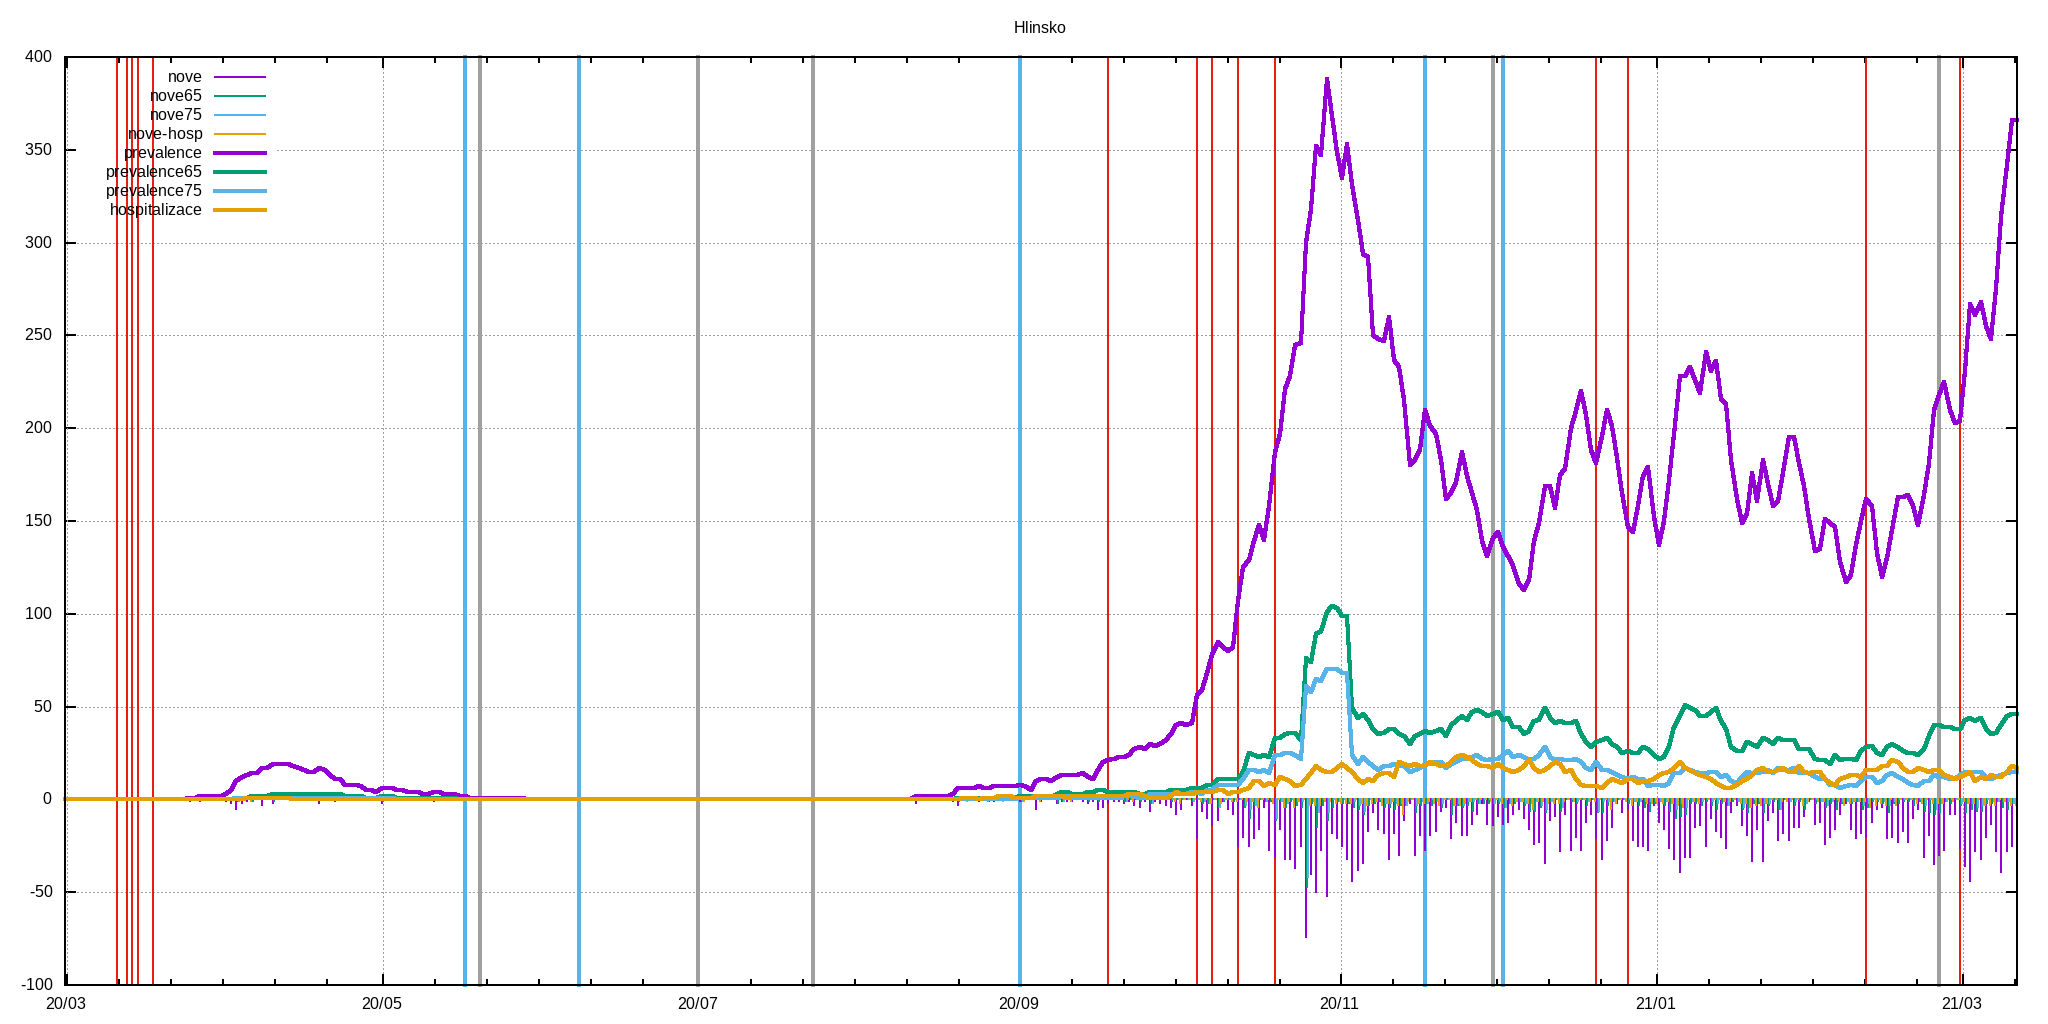 Hlinsko
400
350
300
250
200
150
100
50
0
-50
-100
nove
nove65
nove75
nove-hosp
prevalence
prevalence65
prevalence75
hospitalizace
20/03 20/05 20/07 20/09 20/11 21/01 21/03